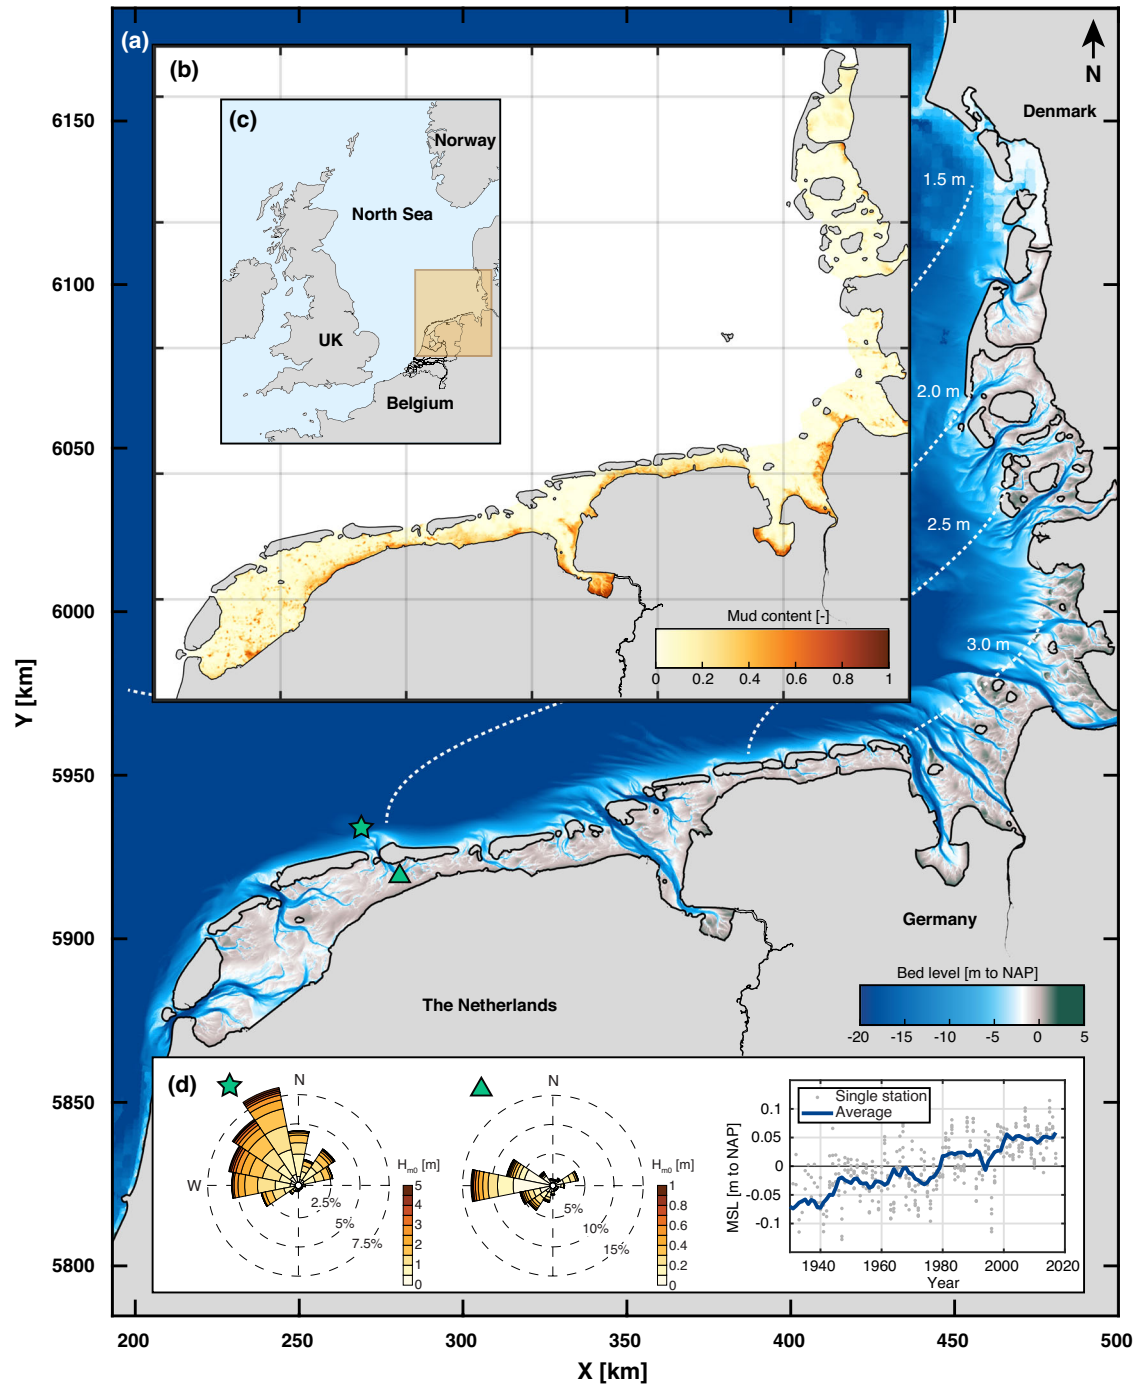 (a)
(b)
(c)
Norway
North Sea
UK
Belgium
N
Denmark
1.5 m
2.0 m
2.5 m
3.0 m
Mud content [-]
0 0.2 0.4 0.6 0.8 1
Germany
The Netherlands
Bed level [m to NAP]
-20 -15 -10 -5 0 5
(d)
N
W
2.5%
5%
7.5%
Hm0 [m]
5
4
3
2
1
0
N
5%
10%
15%
Hm0 [m]
1
0.8
0.6
0.4
0.2
0
Single station
Average
MSL [m to NAP]
0.1
0.05
0
-0.05
-0.1
1940 1960 1980 2000 2020
Year
Y [km]
6150
6100
6050
6000
5950
5900
5850
5800
200 250 300 350 400 450 500
X [km]